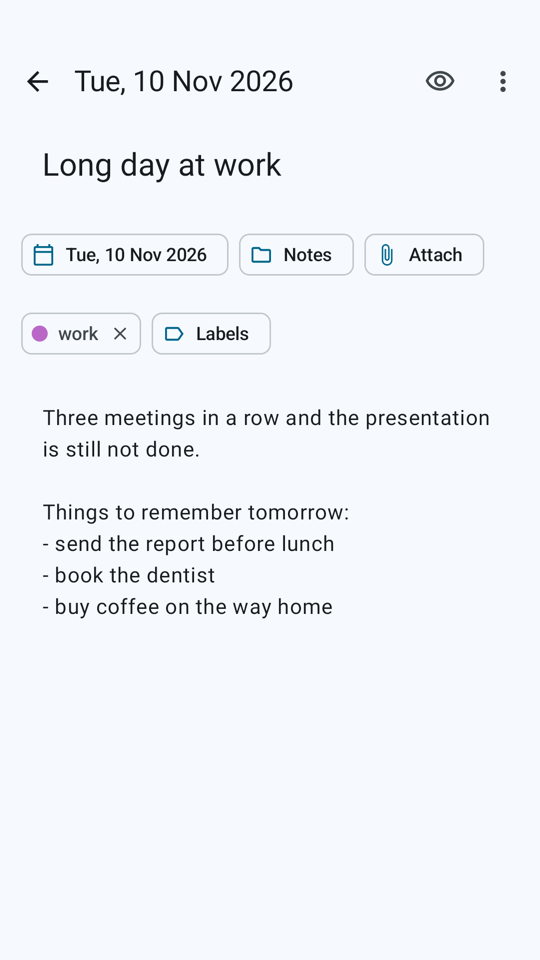 Tue, 10 Nov 2026
Long day at work
Tue, 10 Nov 2026 Notes Attach
work Labels
Three meetings in a row and the presentation
is still not done.
Things to remember tomorrow:
- send the report before lunch
- book the dentist
- buy coffee on the way home